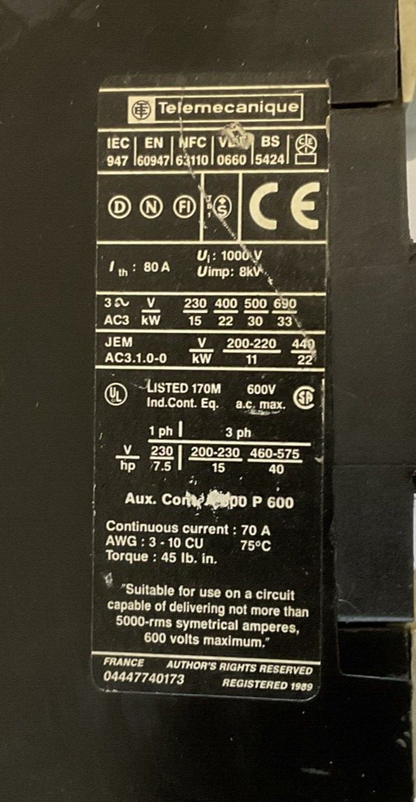 Telemecanique
IEC EN NFC VDE BS
947 60947 63110 0660 5424
D N FI S CE
Ith : 80 A Ui : 1000 V
Uimp: 8kV
3~ V 230 400 500 690
AC3 kW 15 22 30 33
JEM V 200-220 440
AC3.1.0-0 kW 11 22
UL LISTED 170M 600V
Ind.Cont. Eq. a.c. max.
1 ph 3 ph
V 230 200-230 460-575
hp 7.5 15 40
Aux. 600 P 600
Continuous current : 70 A
AWG : 3 - 10 CU 75°C
Torque : 45 lb. in.
"Suitable for use on a circuit
capable of delivering not more than
5000-rms symetrical amperes,
600 volts maximum."
FRANCE AUTHOR'S RIGHTS RESERVED
04447740173 REGISTERED 1989